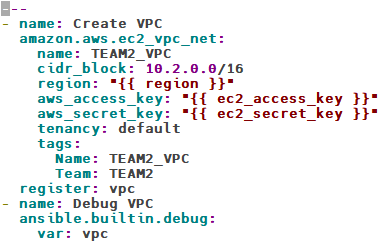 ---
- name: Create VPC
  amazon.aws.ec2_vpc_net:
    name: TEAM2_VPC
    cidr_block: 10.2.0.0/16
    region: "{{ region }}"
    aws_access_key: "{{ ec2_access_key }}"
    aws_secret_key: "{{ ec2_secret_key }}"
    tenancy: default
    tags:
      Name: TEAM2_VPC
      Team: TEAM2
  register: vpc
- name: Debug VPC
  ansible.builtin.debug:
    var: vpc